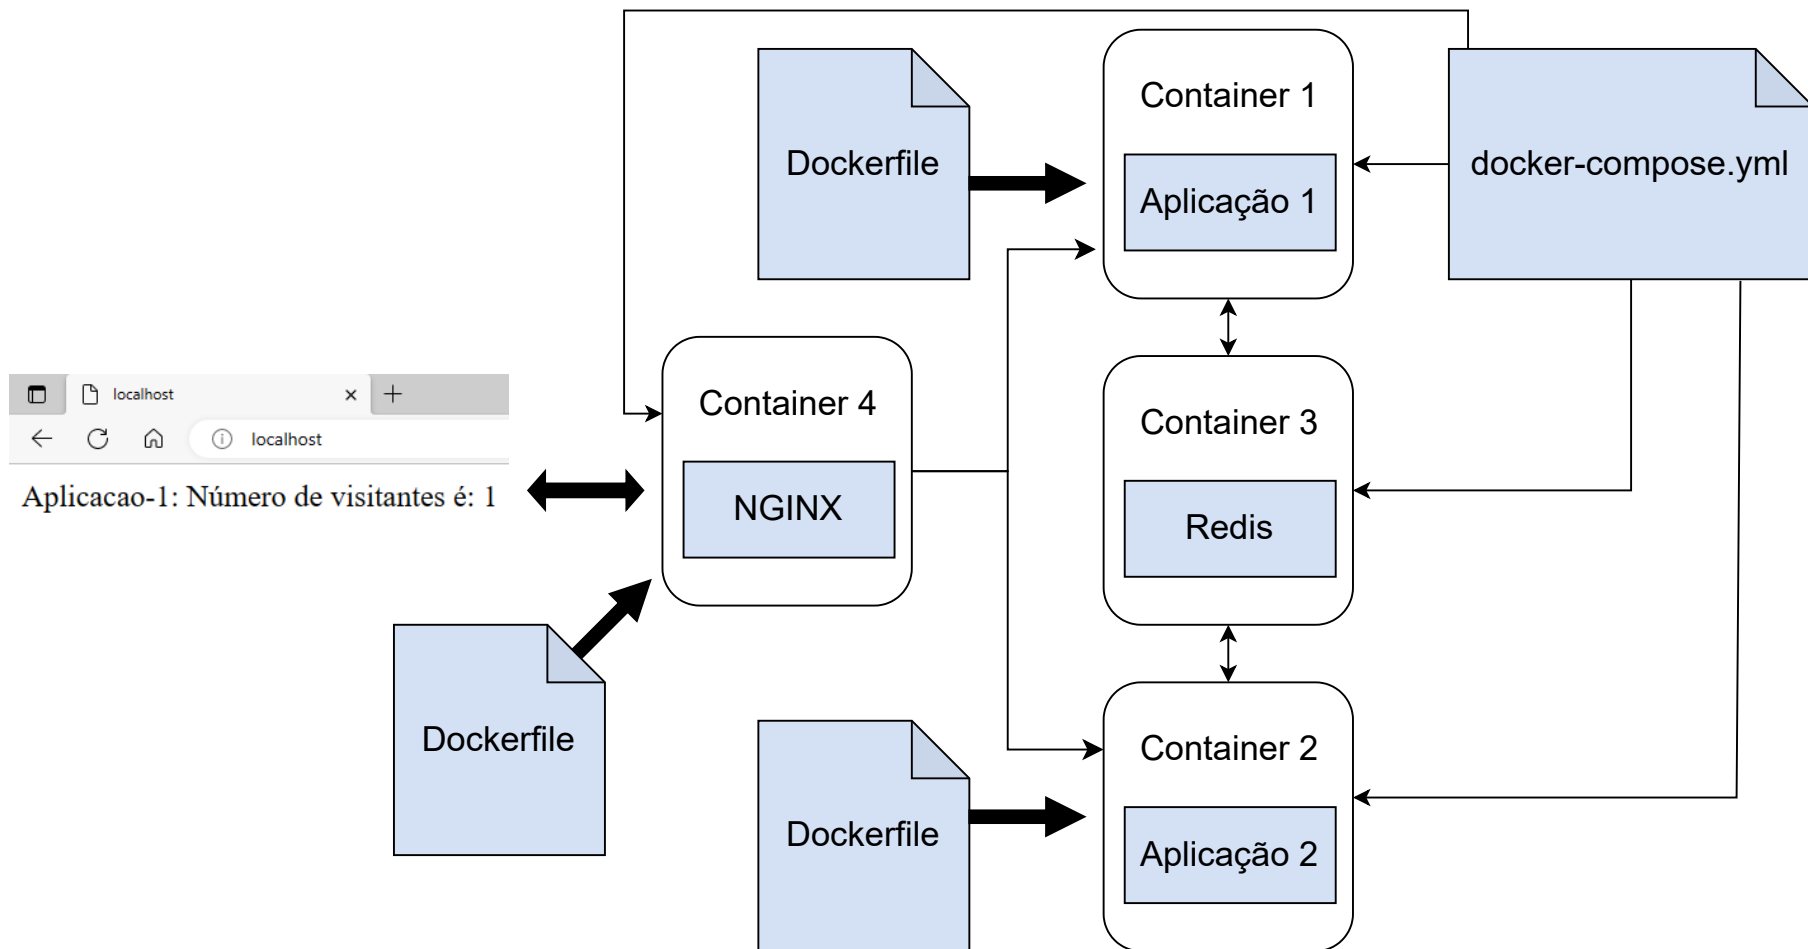 Container 1
Dockerfile
docker-compose.yml
Aplicação 1
localhost
Container 4
Container 3
localhost
Aplicacao-1: Número de visitantes é: 1
NGINX
Redis
Dockerfile
Container 2
Dockerfile
Aplicação 2